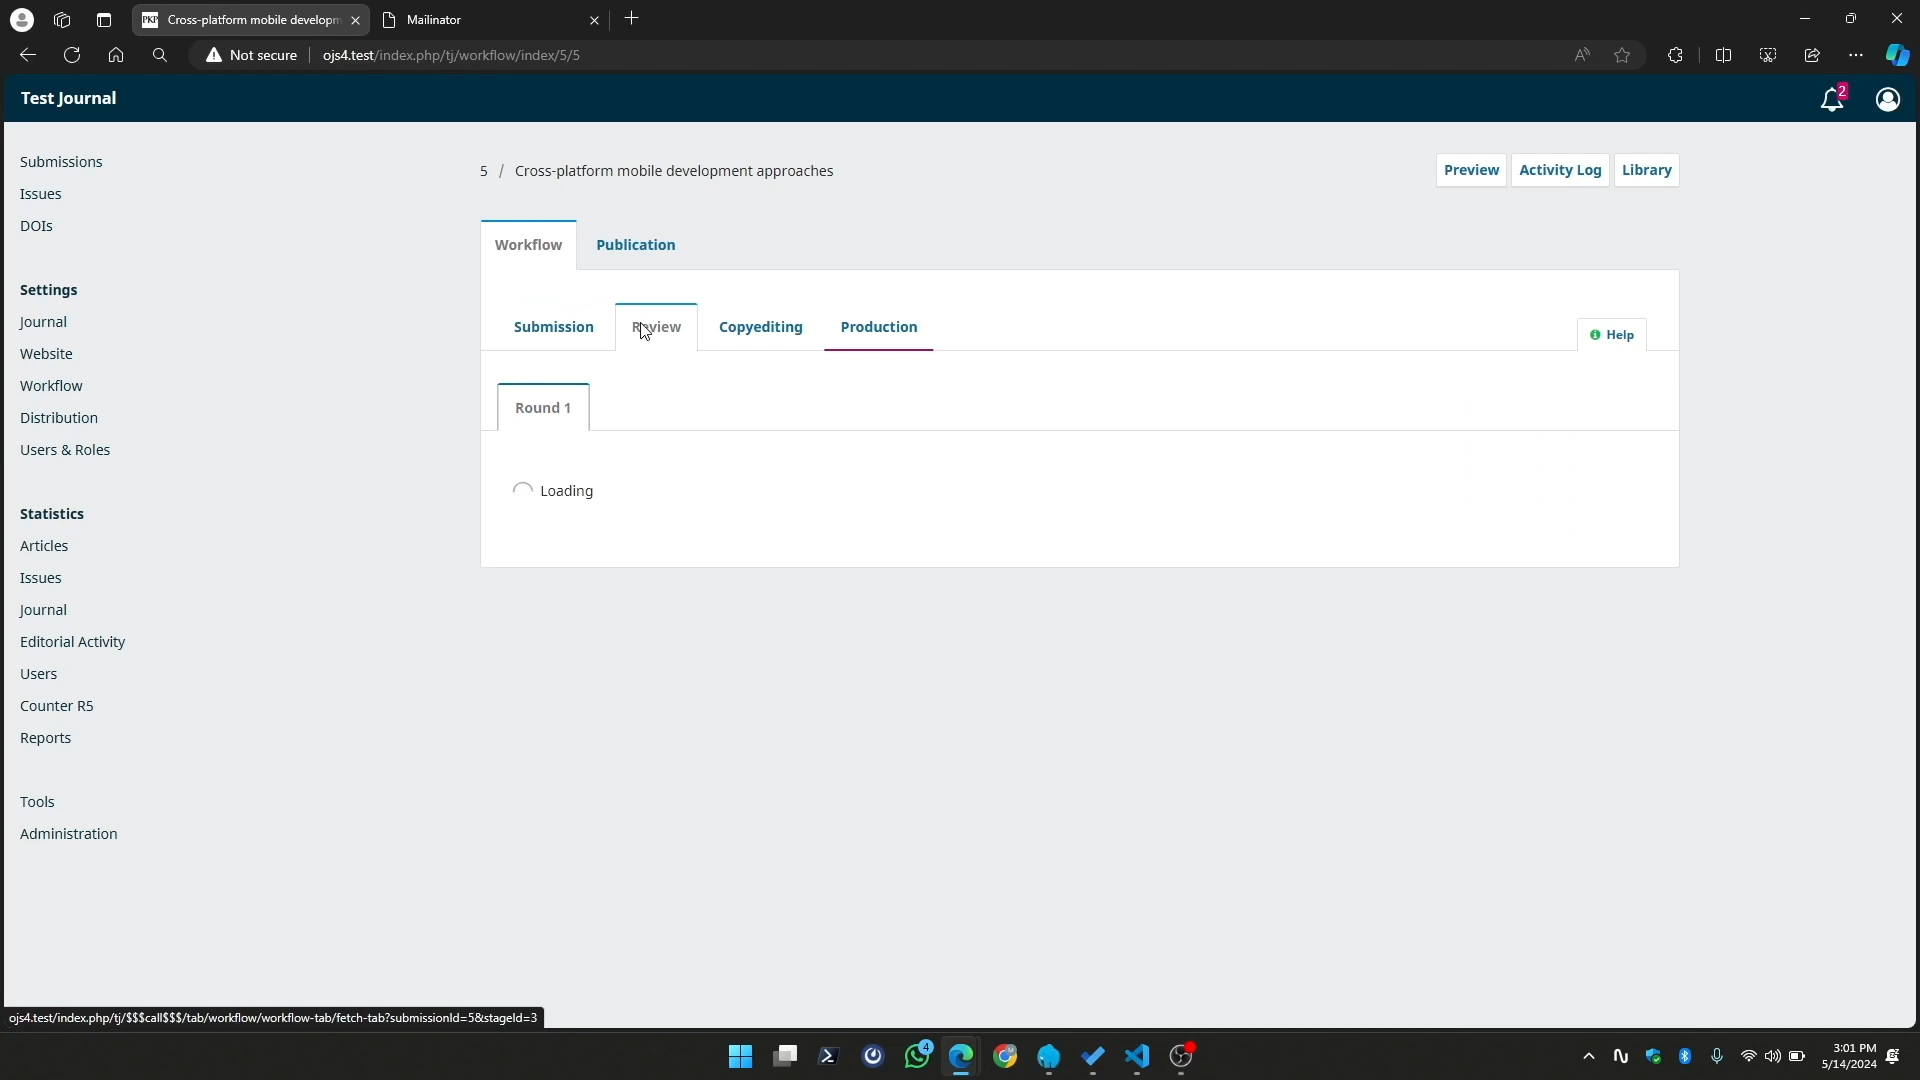 Cross-platform mobile developm
Mailinator
Not secure
ojs4.test/index.php/tj/workflow/index/5/5
Test Journal
2
Submissions
Issues
DOIs
Settings
Journal
Website
Workflow
Distribution
Users & Roles
Statistics
Articles
Issues
Journal
Editorial Activity
Users
Counter R5
Reports
Tools
Administration
5 / Cross-platform mobile development approaches
Preview
Activity Log
Library
Workflow
Publication
Submission
Review
Copyediting
Production
Help
Round 1
Loading
ojs4.test/index.php/tj/$$$call$$$/tab/workflow/workflow-tab/fetch-tab?submissionId=5&stageId=3
4
3:01 PM
5/14/2024